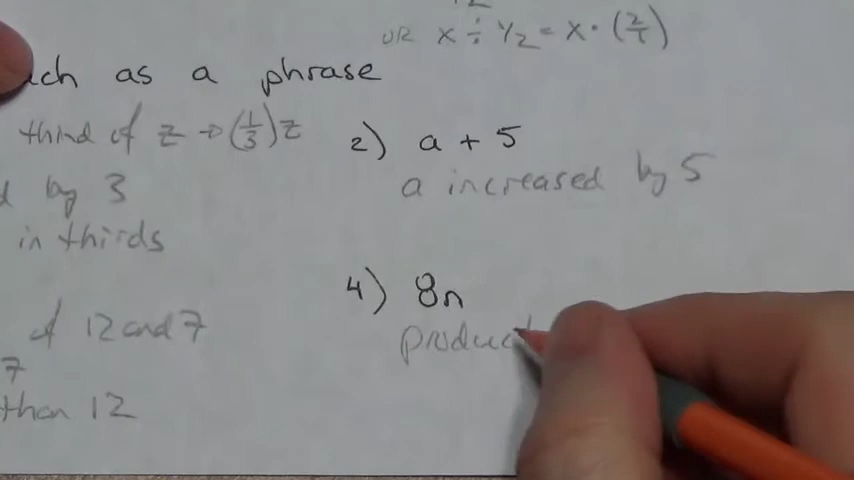 OR x ÷ 1/2 = x · (2/1)
ach as a phrase
third of z → (1/3)z
2) a + 5
by 3
a increased by 5
in thirds
4) 8n
of 12 and 7
product
7
than 12